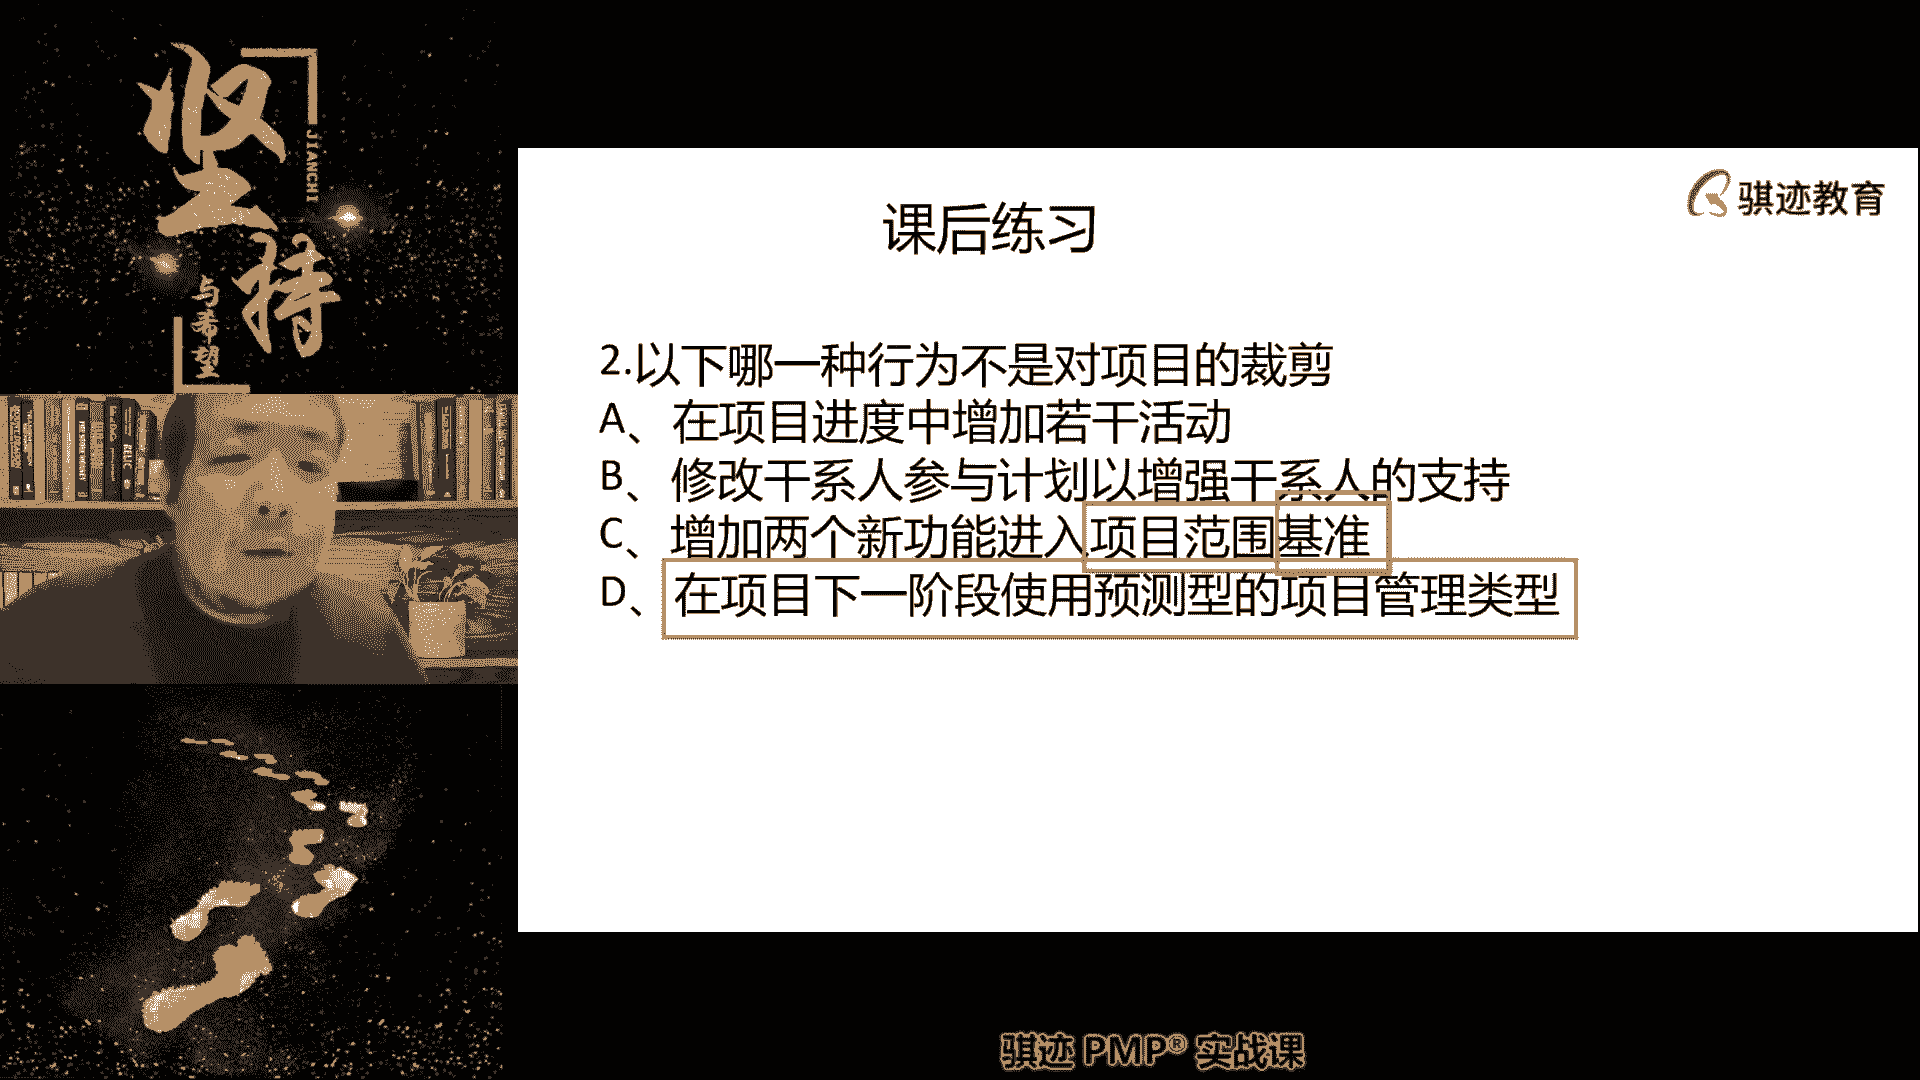 坚持
JIANCHI
与希望
骐迹教育
课后练习
2.以下哪一种行为不是对项目的裁剪
A、在项目进度中增加若干活动
B、修改干系人参与计划以增强干系人的支持
C、增加两个新功能进入项目范围基准
D、在项目下一阶段使用预测型的项目管理类型
骐迹 PMP® 实战课